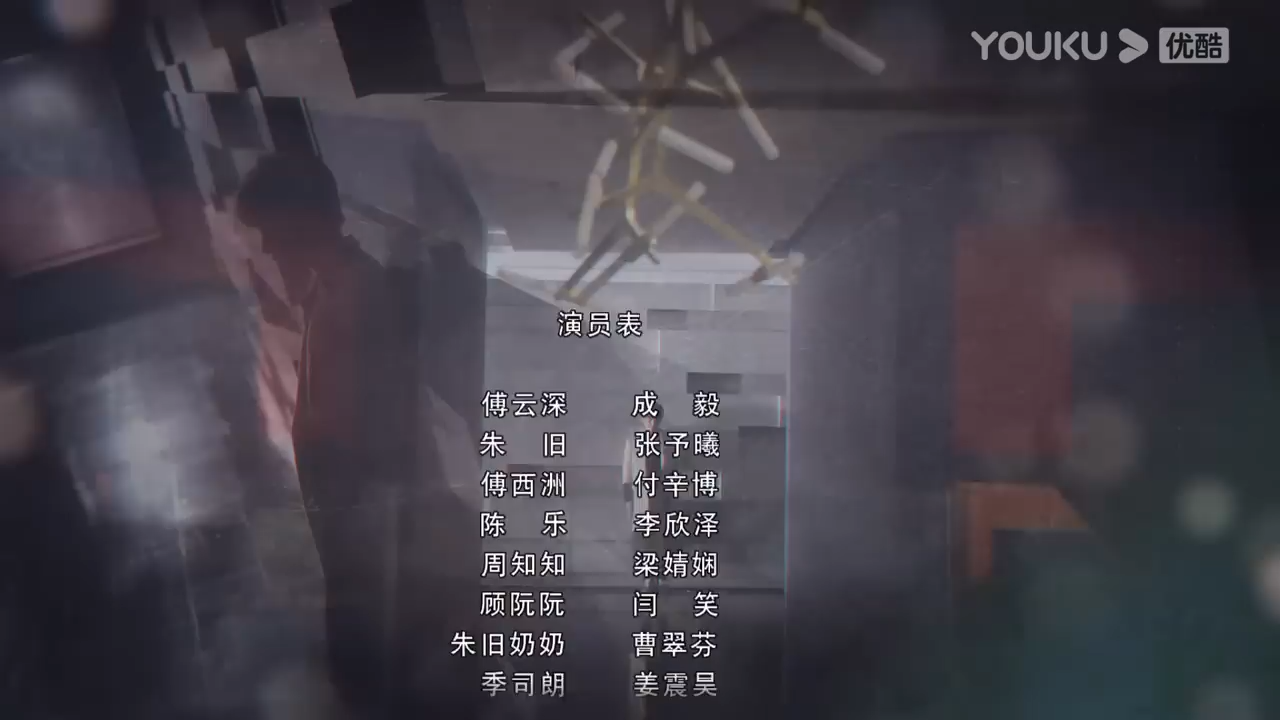 YOUKU 优酷
演员表
傅云深 成 毅
朱 旧 张予曦
傅西洲 付辛博
陈 乐 李欣泽
周知知 梁婧娴
顾阮阮 闫 笑
朱旧奶奶 曹翠芬
季司朗 姜震昊